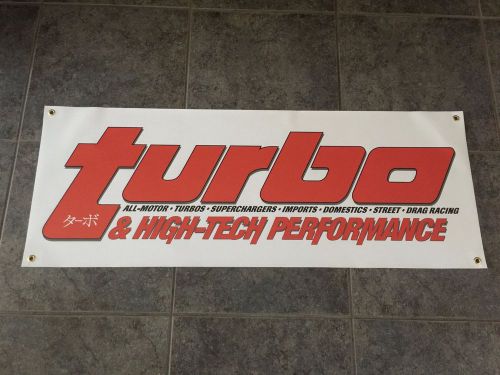 turbo
ALL-MOTOR • TURBOS • SUPERCHARGERS • IMPORTS • DOMESTICS • STREET • DRAG RACING
ターボ
& HIGH-TECH PERFORMANCE